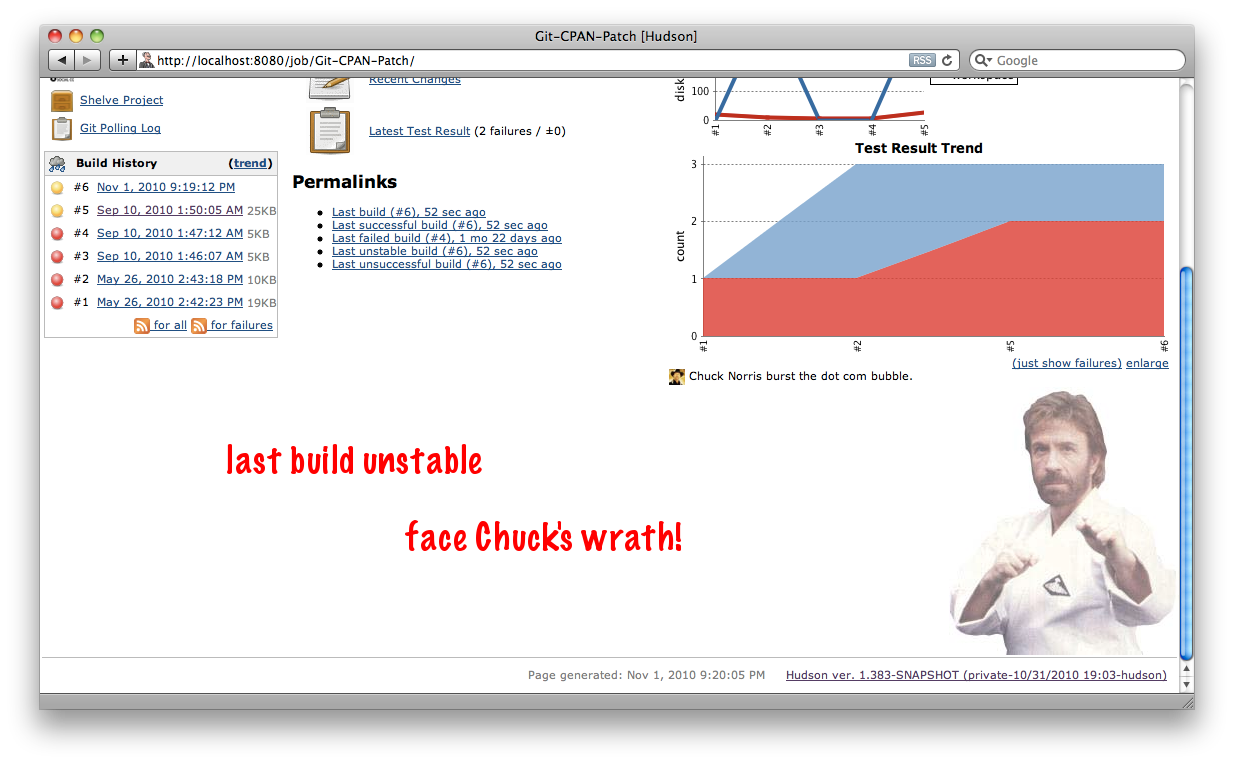 Git-CPAN-Patch [Hudson]
http://localhost:8080/job/Git-CPAN-Patch/
RSS
Google
Shelve Project
Git Polling Log
Build History (trend)
#6 Nov 1, 2010 9:19:12 PM
#5 Sep 10, 2010 1:50:05 AM 25KB
#4 Sep 10, 2010 1:47:12 AM 5KB
#3 Sep 10, 2010 1:46:07 AM 5KB
#2 May 26, 2010 2:43:18 PM 10KB
#1 May 26, 2010 2:42:23 PM 19KB
for all for failures
Recent Changes
Latest Test Result (2 failures / ±0)
Permalinks
Last build (#6), 52 sec ago
Last successful build (#6), 52 sec ago
Last failed build (#4), 1 mo 22 days ago
Last unstable build (#6), 52 sec ago
Last unsuccessful build (#6), 52 sec ago
workspace
disk
100
0
#1 #2 #3 #4 #5
Test Result Trend
count
3
2
1
0
#1 #2 #5 #6
(just show failures) enlarge
Chuck Norris burst the dot com bubble.
last build unstable
face Chuck's wrath!
Page generated: Nov 1, 2010 9:20:05 PM Hudson ver. 1.383-SNAPSHOT (private-10/31/2010 19:03-hudson)